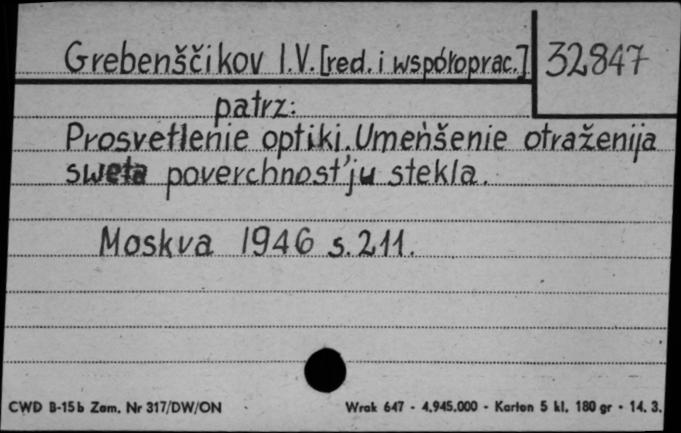 Grebenščikov I.V. [red. i współoprac.] 32847
patrz:
Prosvetlenie optiki. Umeńšenie otraženija
sweta poverchnost'ju stekla.
Moskva 1946 s. 211.
CWD B-15b Zam. Nr 317/DW/ON Wrak 647 - 4.945.000 - Karton 5 kl. 180 gr - 14. 3.